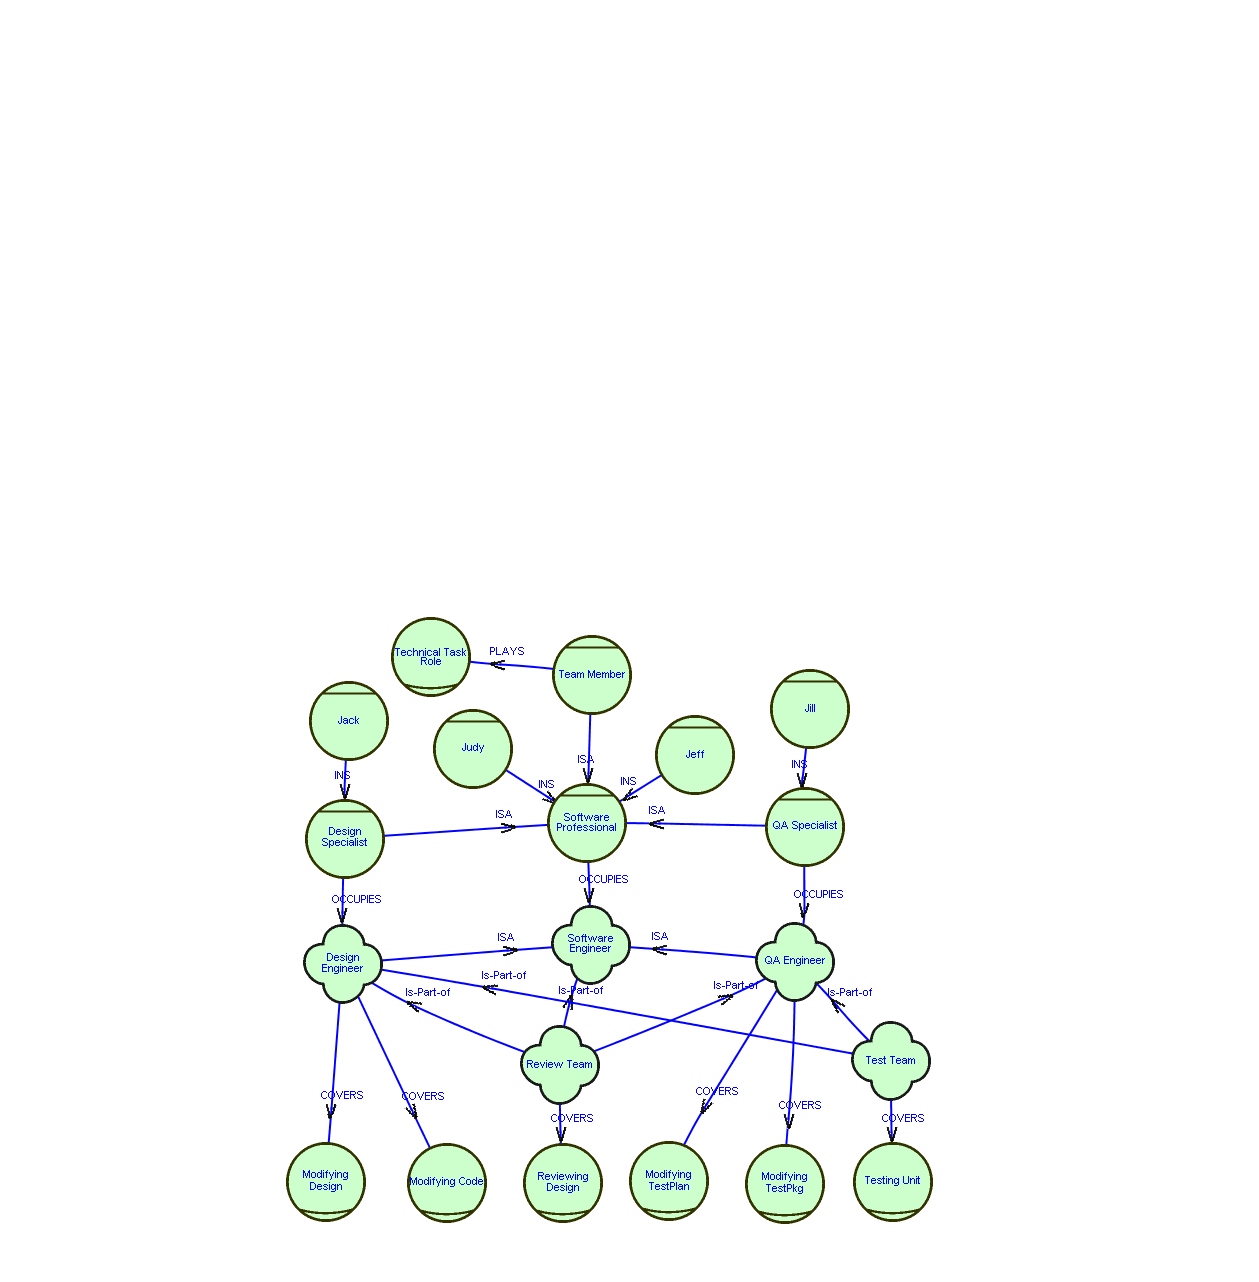 PLAYS
Technical Task
Role
Team Member
Jack
Jill
Judy
Jeff
ISA
INS
INS
INS
INS
ISA
ISA
Software
Professional
QA Specialist
Design
Specialist
OCCUPIES
OCCUPIES
OCCUPIES
ISA
ISA
Software
Engineer
Design
Engineer
QA Engineer
Is-Part-of
Is-Part-of
Is-Part-of
Is-Part-of
Is-Part-of
Review Team
Test Team
COVERS
COVERS
COVERS
COVERS
COVERS
COVERS
Modifying
Design
Modifying Code
Reviewing
Design
Modifying
TestPlan
Modifying
TestPkg
Testing Unit